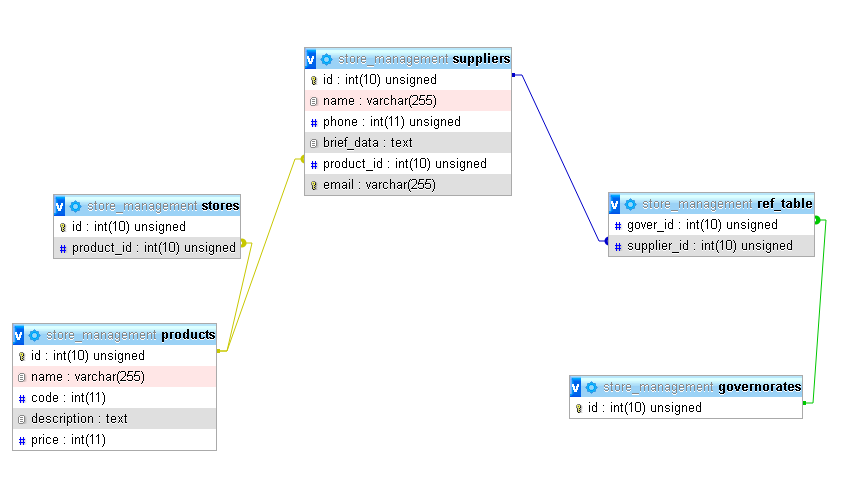 v store_management suppliers
id : int(10) unsigned
name : varchar(255)
# phone : int(11) unsigned
brief_data : text
# product_id : int(10) unsigned
email : varchar(255)
v store_management stores
id : int(10) unsigned
# product_id : int(10) unsigned
v store_management ref_table
# gover_id : int(10) unsigned
# supplier_id : int(10) unsigned
v store_management products
id : int(10) unsigned
name : varchar(255)
# code : int(11)
description : text
# price : int(11)
v store_management governorates
id : int(10) unsigned